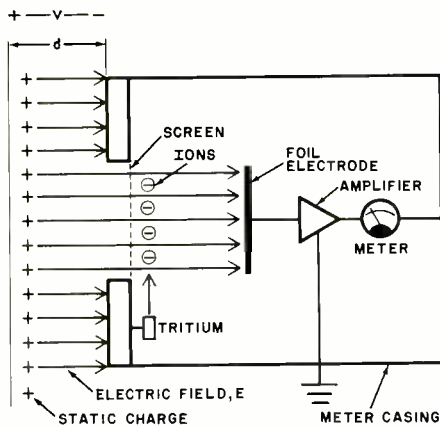 + – V – –
d
SCREEN
IONS
FOIL
ELECTRODE
AMPLIFIER
METER
TRITIUM
ELECTRIC FIELD, E
STATIC CHARGE
METER CASING